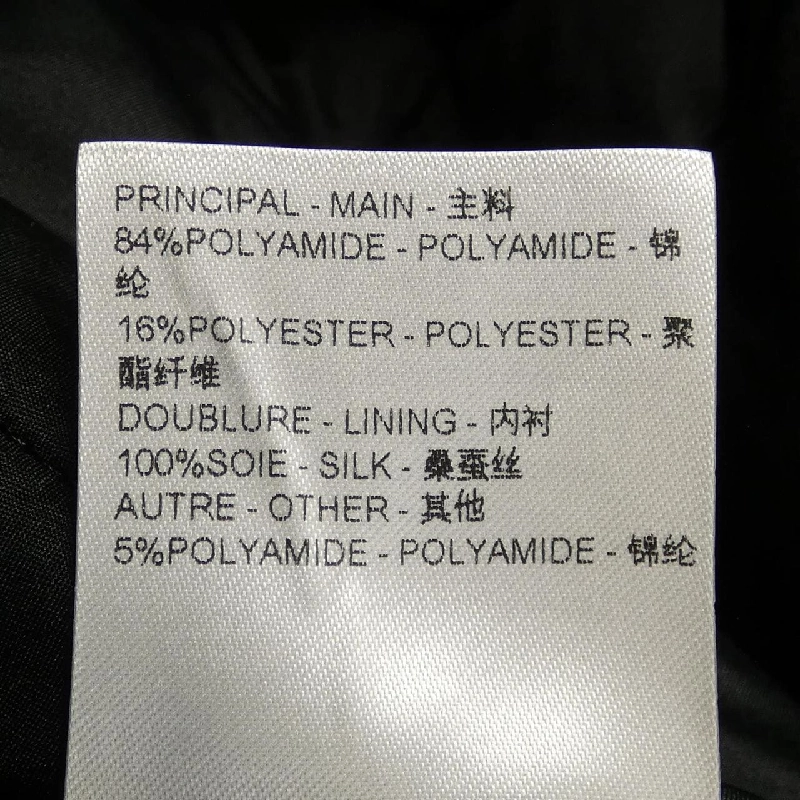 PRINCIPAL - MAIN - 主料
84%POLYAMIDE - POLYAMIDE - 锦
纶
16%POLYESTER - POLYESTER - 聚
酯纤维
DOUBLURE - LINING - 内衬
100%SOIE - SILK - 桑蚕丝
AUTRE - OTHER - 其他
5%POLYAMIDE - POLYAMIDE - 锦纶